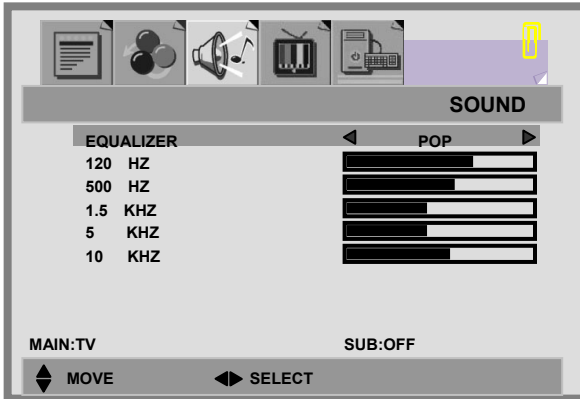 SOUND
EQUALIZER POP
120 HZ
500 HZ
1.5 KHZ
5 KHZ
10 KHZ
MAIN:TV SUB:OFF
MOVE SELECT